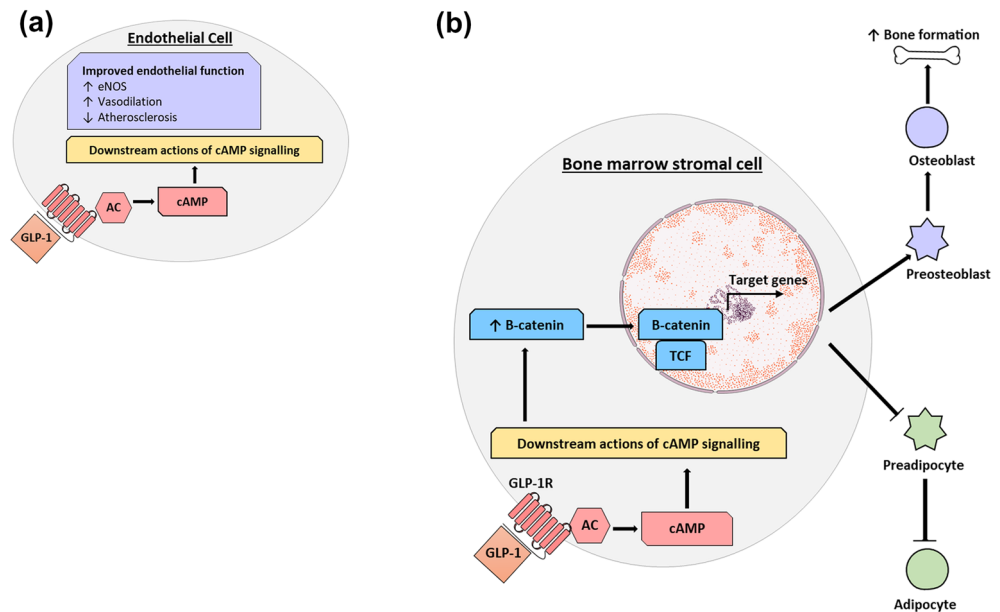 (a)
Endothelial Cell
Improved endothelial function
↑ eNOS
↑ Vasodilation
↓ Atherosclerosis
Downstream actions of cAMP signalling
AC
cAMP
GLP-1
(b)
↑ Bone formation
Osteoblast
Bone marrow stromal cell
Preosteoblast
Target genes
↑ B-catenin
B-catenin
TCF
Downstream actions of cAMP signalling
Preadipocyte
GLP-1R
AC
cAMP
GLP-1
Adipocyte